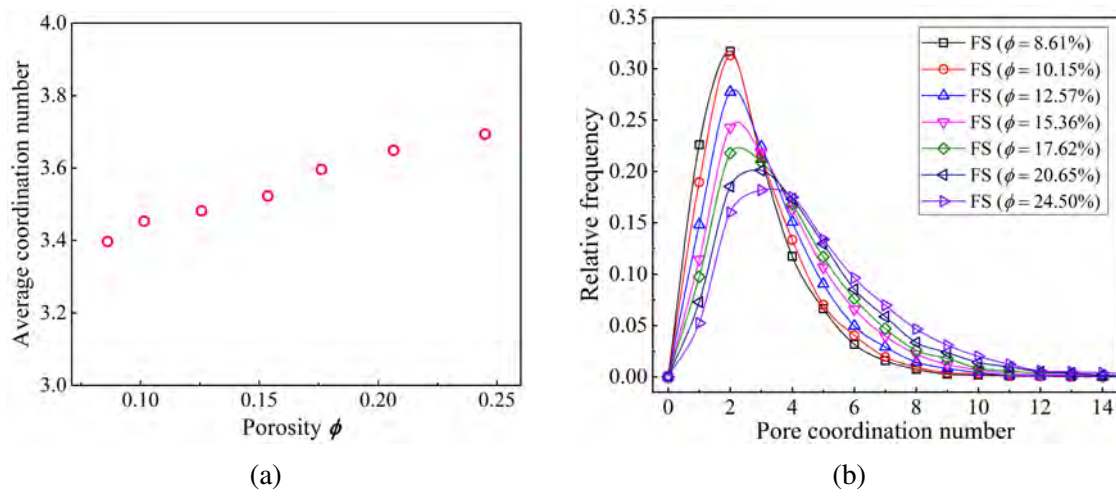 4.0
3.8
3.6
3.4
3.2
3.0
Average coordination number
0.10 0.15 0.20 0.25
Porosity ϕ
(a)
0.35
0.30
0.25
0.20
0.15
0.10
0.05
0.00
Relative frequency
FS (ϕ = 8.61%)
FS (ϕ = 10.15%)
FS (ϕ = 12.57%)
FS (ϕ = 15.36%)
FS (ϕ = 17.62%)
FS (ϕ = 20.65%)
FS (ϕ = 24.50%)
0 2 4 6 8 10 12 14
Pore coordination number
(b)